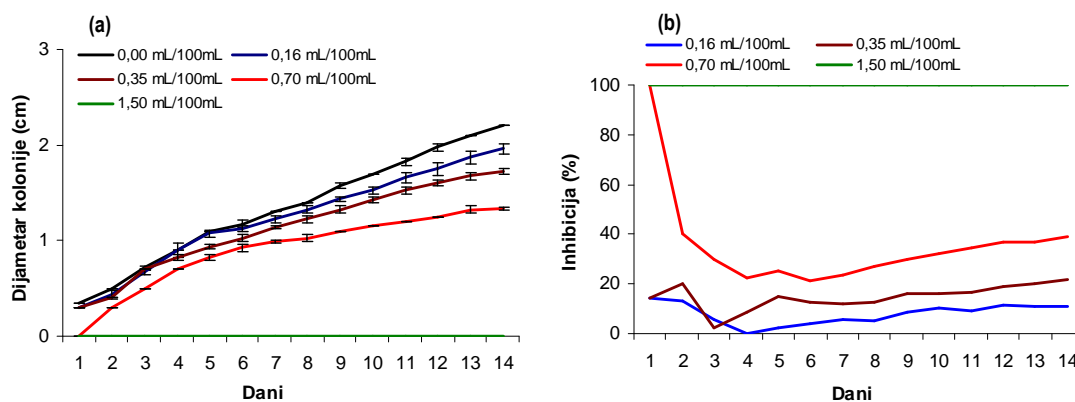 (a)
0,00 mL/100mL 0,16 mL/100mL
0,35 mL/100mL 0,70 mL/100mL
1,50 mL/100mL
Dijametar kolonije (cm)
3
2
1
0
1 2 3 4 5 6 7 8 9 10 11 12 13 14
Dani
(b)
0,16 mL/100mL 0,35 mL/100mL
0,70 mL/100mL 1,50 mL/100mL
Inhibicija (%)
100
80
60
40
20
0
1 2 3 4 5 6 7 8 9 10 11 12 13 14
Dani